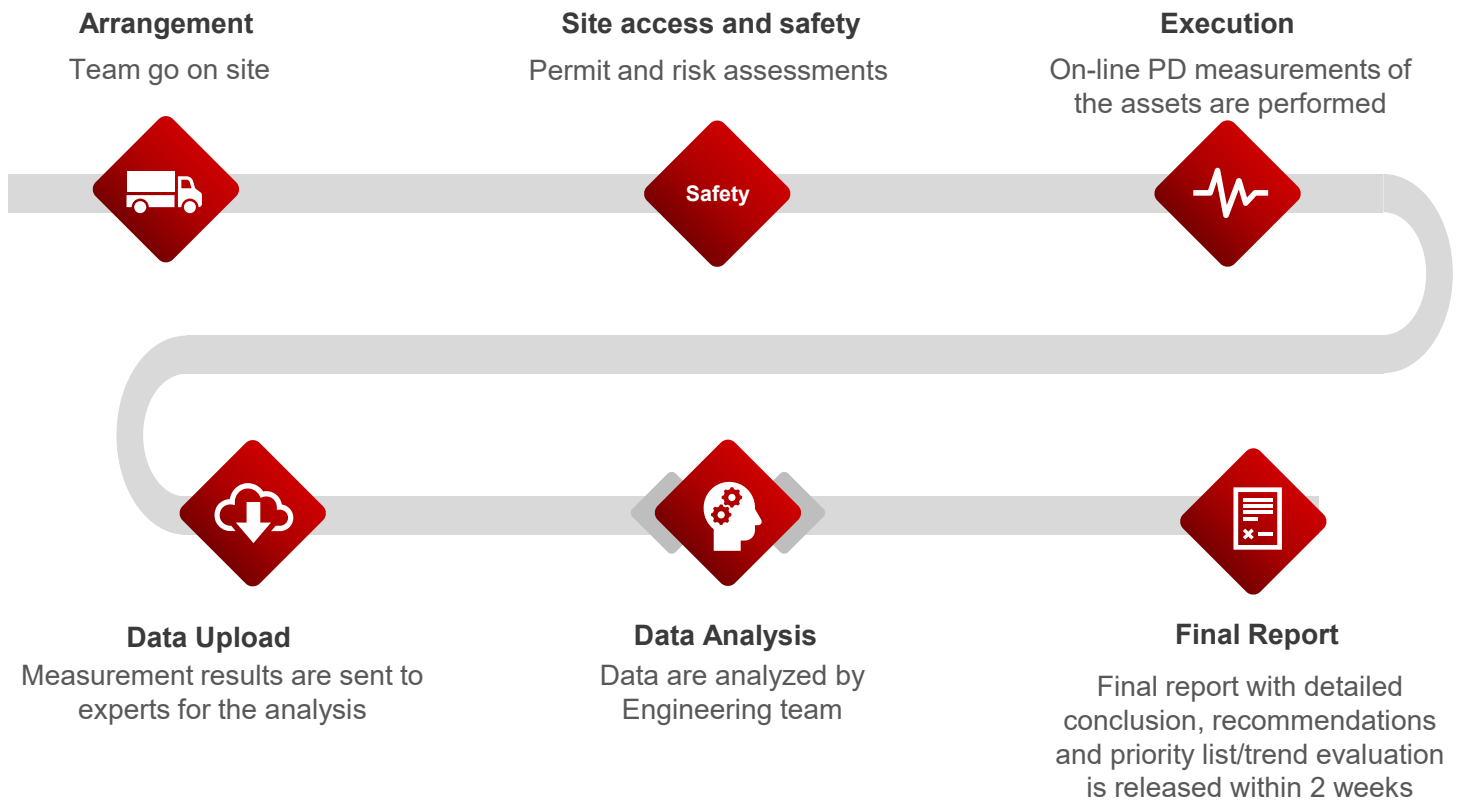 Arrangement
Team go on site
Site access and safety
Permit and risk assessments
Execution
On-line PD measurements of
the assets are performed
Safety
Data Upload
Measurement results are sent to
experts for the analysis
Data Analysis
Data are analyzed by
Engineering team
Final Report
Final report with detailed
conclusion, recommendations
and priority list/trend evaluation
is released within 2 weeks